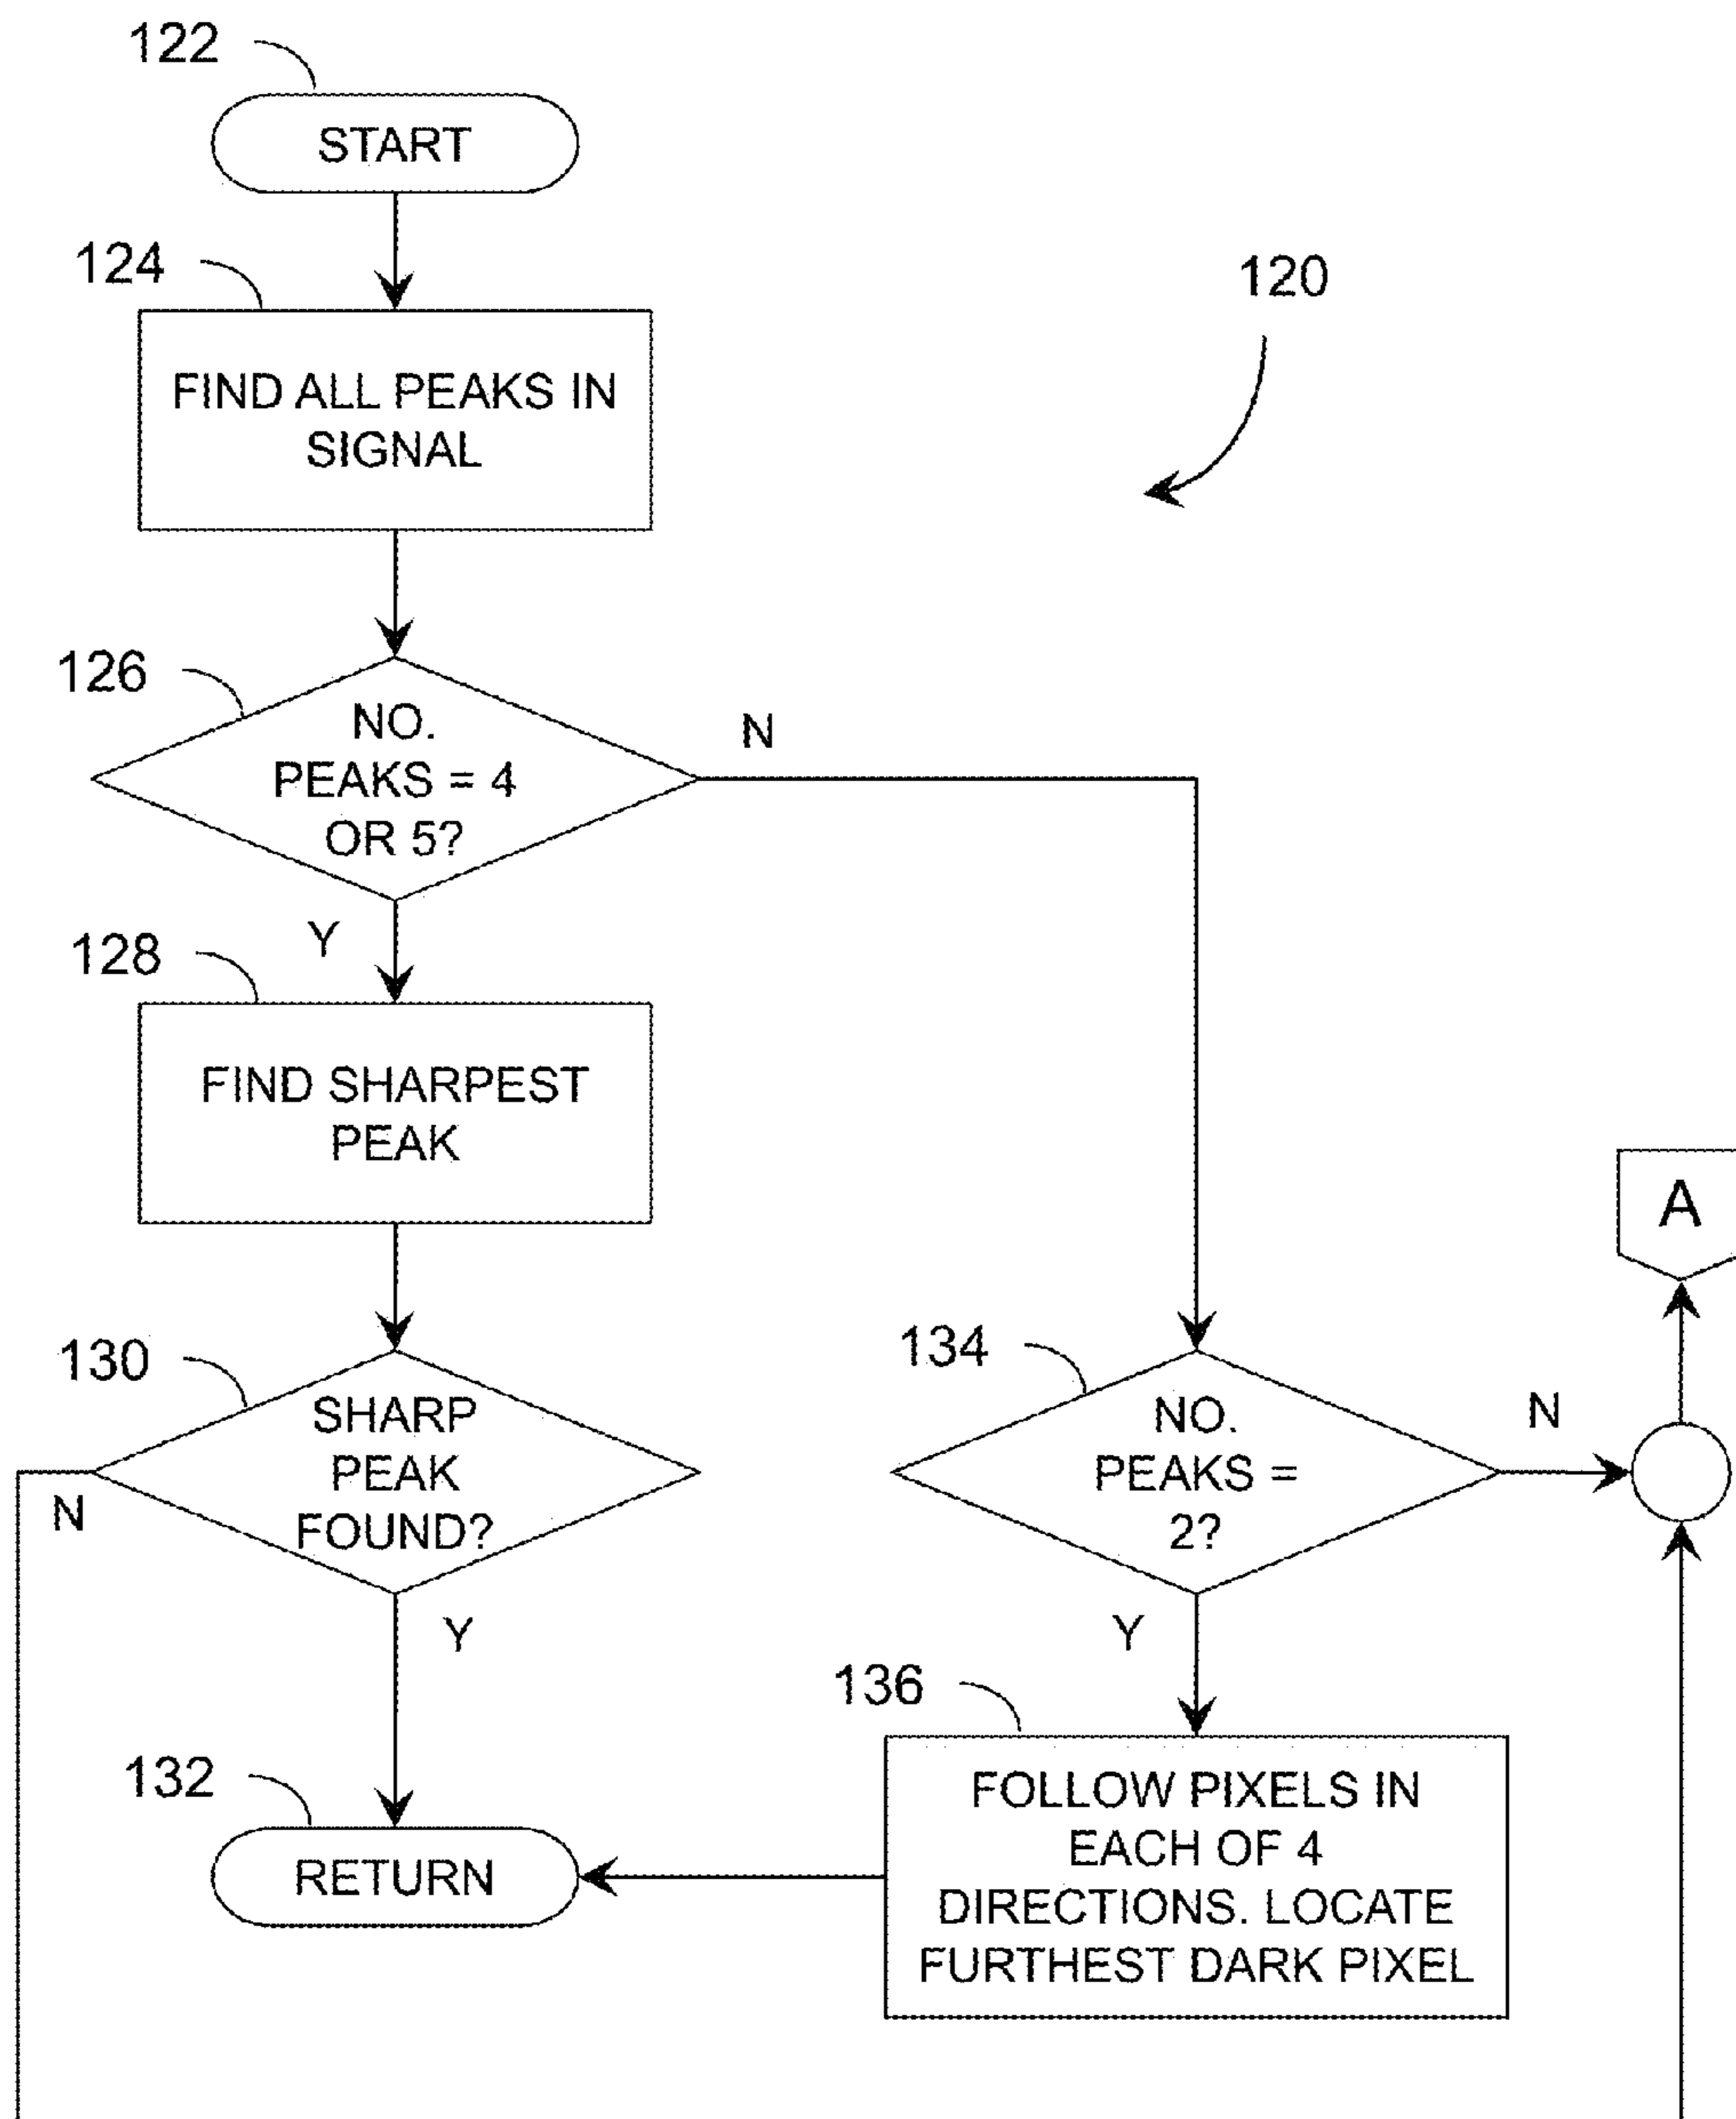 122
START
124
120
FIND ALL PEAKS IN
SIGNAL
126
NO.
PEAKS = 4
OR 5?
N
Y
128
FIND SHARPEST
PEAK
A
130
SHARP
PEAK
FOUND?
N
Y
134
NO.
PEAKS =
2?
N
Y
136
FOLLOW PIXELS IN
EACH OF 4
DIRECTIONS. LOCATE
FURTHEST DARK PIXEL
132
RETURN